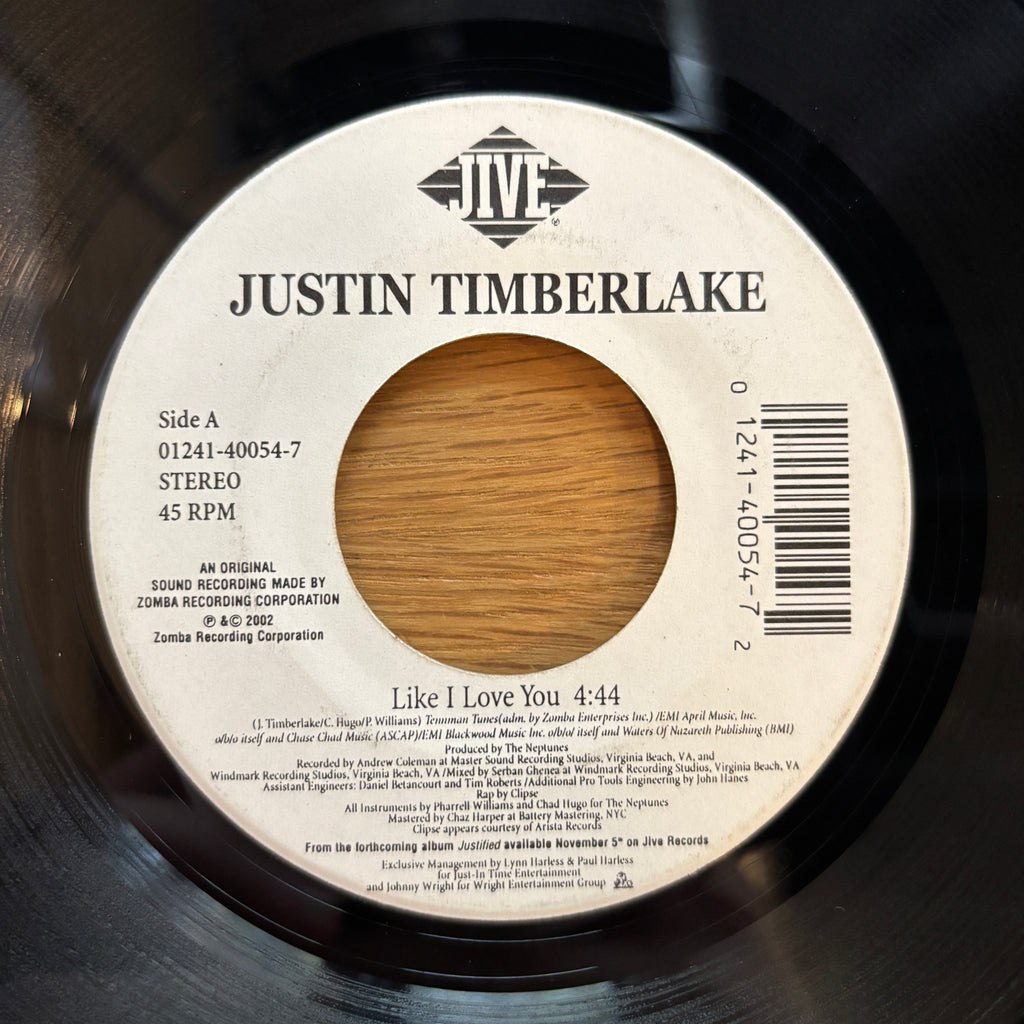 JIVE
JUSTIN TIMBERLAKE
Side A
01241-40054-7
STEREO
45 RPM
AN ORIGINAL
SOUND RECORDING MADE BY
ZOMBA RECORDING CORPORATION
℗ & © 2002
Zomba Recording Corporation
0 1241-40054-7 2
Like I Love You 4:44
(J. Timberlake/C. Hugo/P. Williams) Tennman Tunes(adm. by Zomba Enterprises Inc.) /EMI April Music, Inc.
o/b/o itself and Chase Chad Music (ASCAP)/EMI Blackwood Music Inc. o/b/o/ itself and Waters Of Nazareth Publishing (BMI)
Produced by The Neptunes
Recorded by Andrew Coleman at Master Sound Recording Studios, Virginia Beach, VA, and
Windmark Recording Studios, Virginia Beach, VA /Mixed by Serban Ghenea at Windmark Recording Studios, Virginia Beach, VA
Assistant Engineers: Daniel Betancourt and Tim Roberts /Additional Pro Tools Engineering by John Hanes
Rap by Clipse
All Instruments by Pharrell Williams and Chad Hugo for The Neptunes
Mastered by Chaz Harper at Battery Mastering, NYC
Clipse appears courtesy of Arista Records
From the forthcoming album Justified available November 5th on Jive Records
Exclusive Management by Lynn Harless & Paul Harless
for Just-In Time Entertainment
and Johnny Wright for Wright Entertainment Group